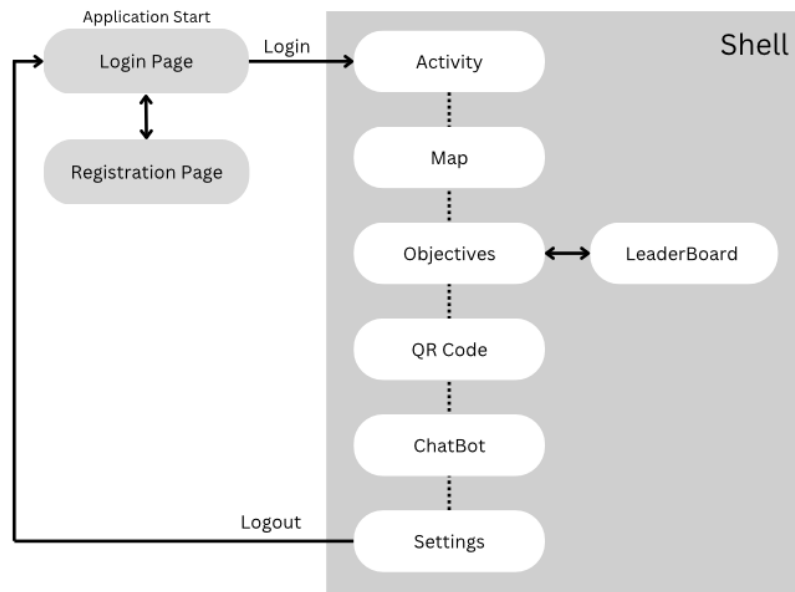 Application Start
Login Page
Login
Activity
Shell
Map
Registration Page
Objectives
LeaderBoard
QR Code
ChatBot
Logout
Settings